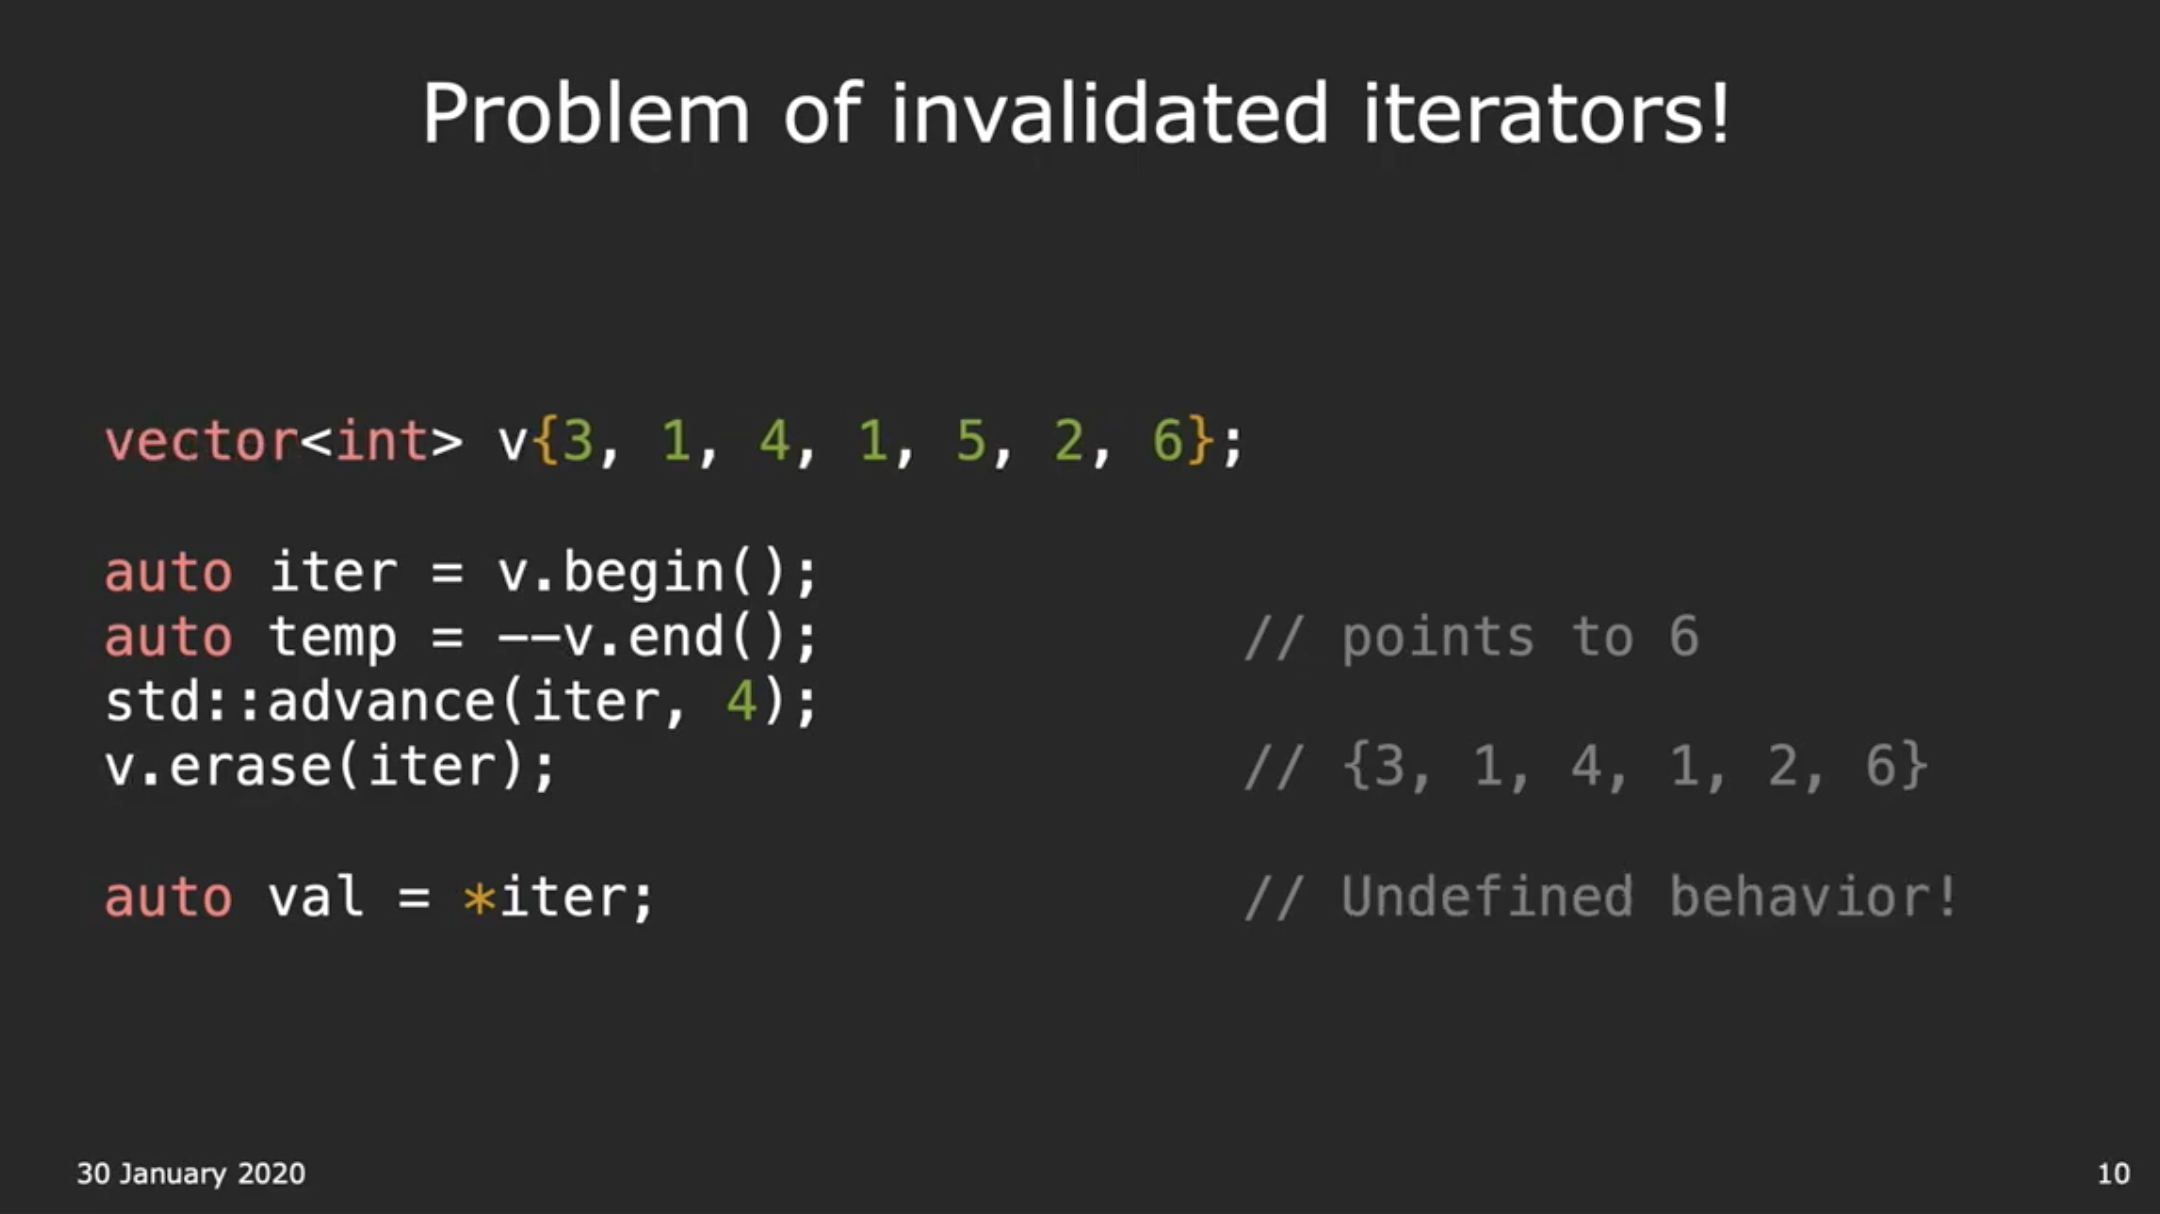 Problem of invalidated iterators!
vector<int> v{3, 1, 4, 1, 5, 2, 6};
auto iter = v.begin();
auto temp = --v.end(); // points to 6
std::advance(iter, 4);
v.erase(iter); // {3, 1, 4, 1, 2, 6}
auto val = *iter; // Undefined behavior!
30 January 2020
10